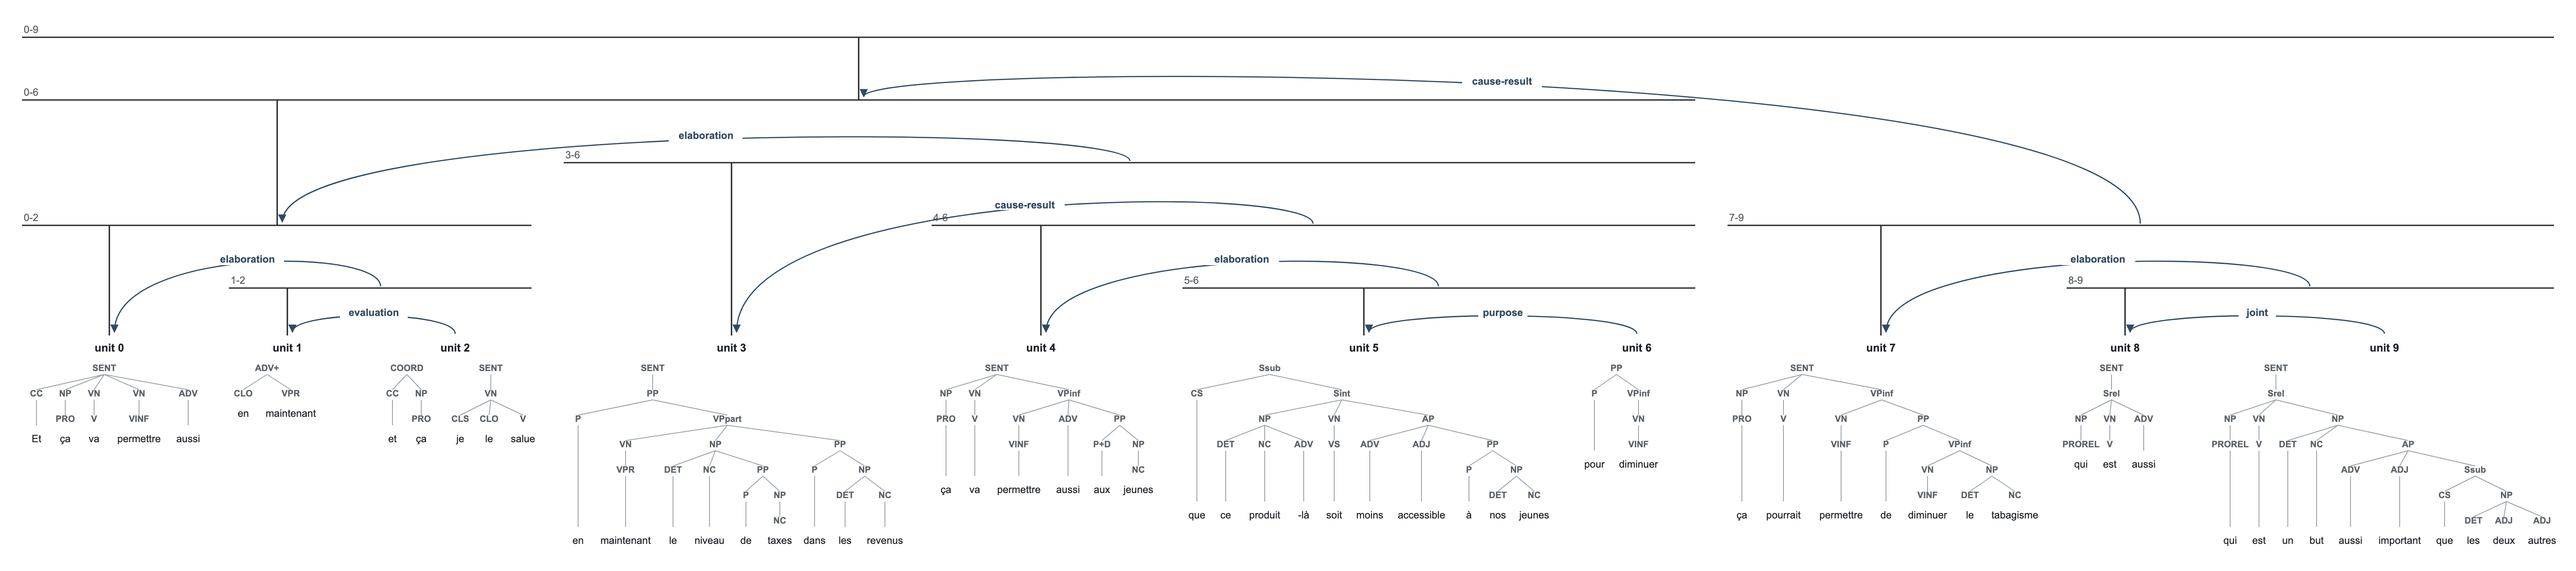 0-9
cause-result
0-6
elaboration
3-6
cause-result
0-2 4-6 7-9
elaboration elaboration elaboration
1-2 5-6 8-9
evaluation purpose joint
unit 0 unit 1 unit 2 unit 3 unit 4 unit 5 unit 6 unit 7 unit 8 unit 9
SENT ADV+ COORD SENT SENT SENT Ssub PP SENT SENT SENT
CC NP VN VN ADV CLO VPR CC NP VN PP NP VN VPinf CS Sint P VPinf NP VN VPinf Srel Srel
en maintenant
PRO V VINF PRO CLS CLO V P VPpart PRO V VN ADV PP NP VN AP VN PRO V VN PP NP VN ADV NP VN NP
Et ça va permettre aussi et ça je le salue VN NP PP VINF P+D NP DET NC ADV VS ADV ADJ PP VINF VINF P VPinf PROREL V PROREL V DET NC AP
pour diminuer qui est aussi
VPR DET NC PP P NP NC P NP VN NP ADV ADJ Ssub
ça va permettre aussi aux jeunes
P NP DET NC DET NC VINF DET NC CS NP
que ce produit -là soit moins accessible à nos jeunes ça pourrait permettre de diminuer le tabagisme
NC DET ADJ ADJ
en maintenant le niveau de taxes dans les revenus qui est un but aussi important que les deux autres